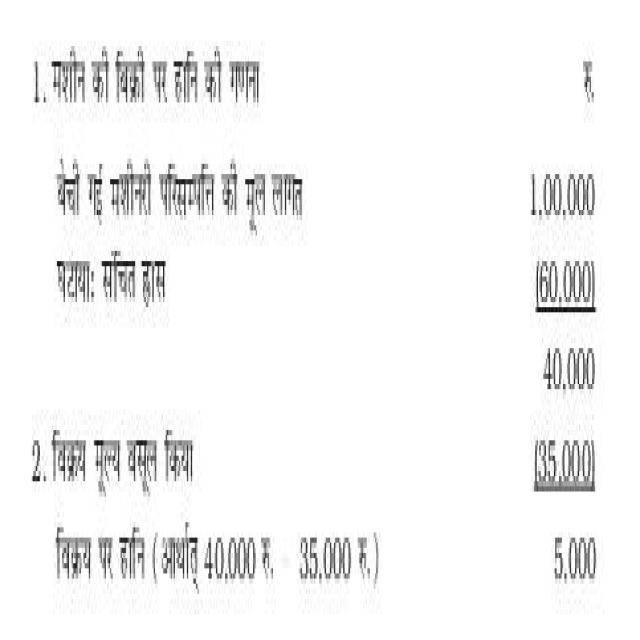 1. मशीन की बिक्री पर हानि की गणना रु.
बेची गई मशीनरी परिसम्पत्ति की मूल लागत 1,00,000
घटाया: संचित ह्रास (60,000)
40,000
2. विक्रय मूल्य वसूल किया (35,000)
विक्रय पर हानि (अर्थात् 40,000 रु. - 35,000 रु.) 5,000